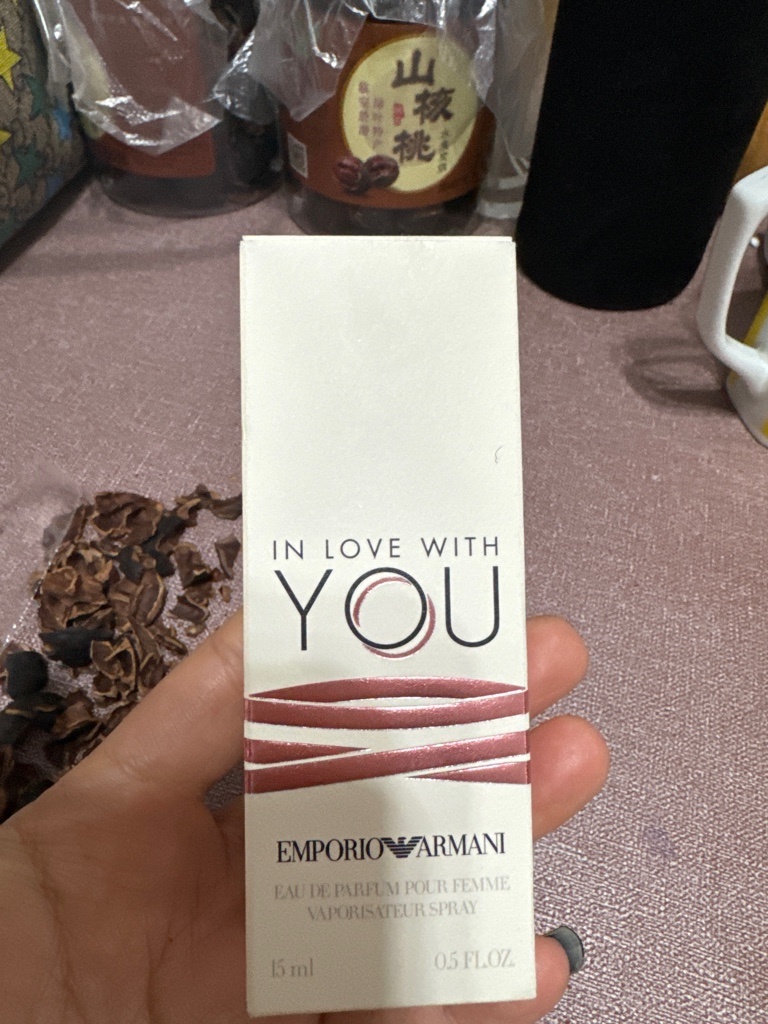 山核桃
IN LOVE WITH
YOU
EMPORIO ARMANI
EAU DE PARFUM POUR FEMME
VAPORISATEUR SPRAY
15 ml 0.5 FL.OZ.